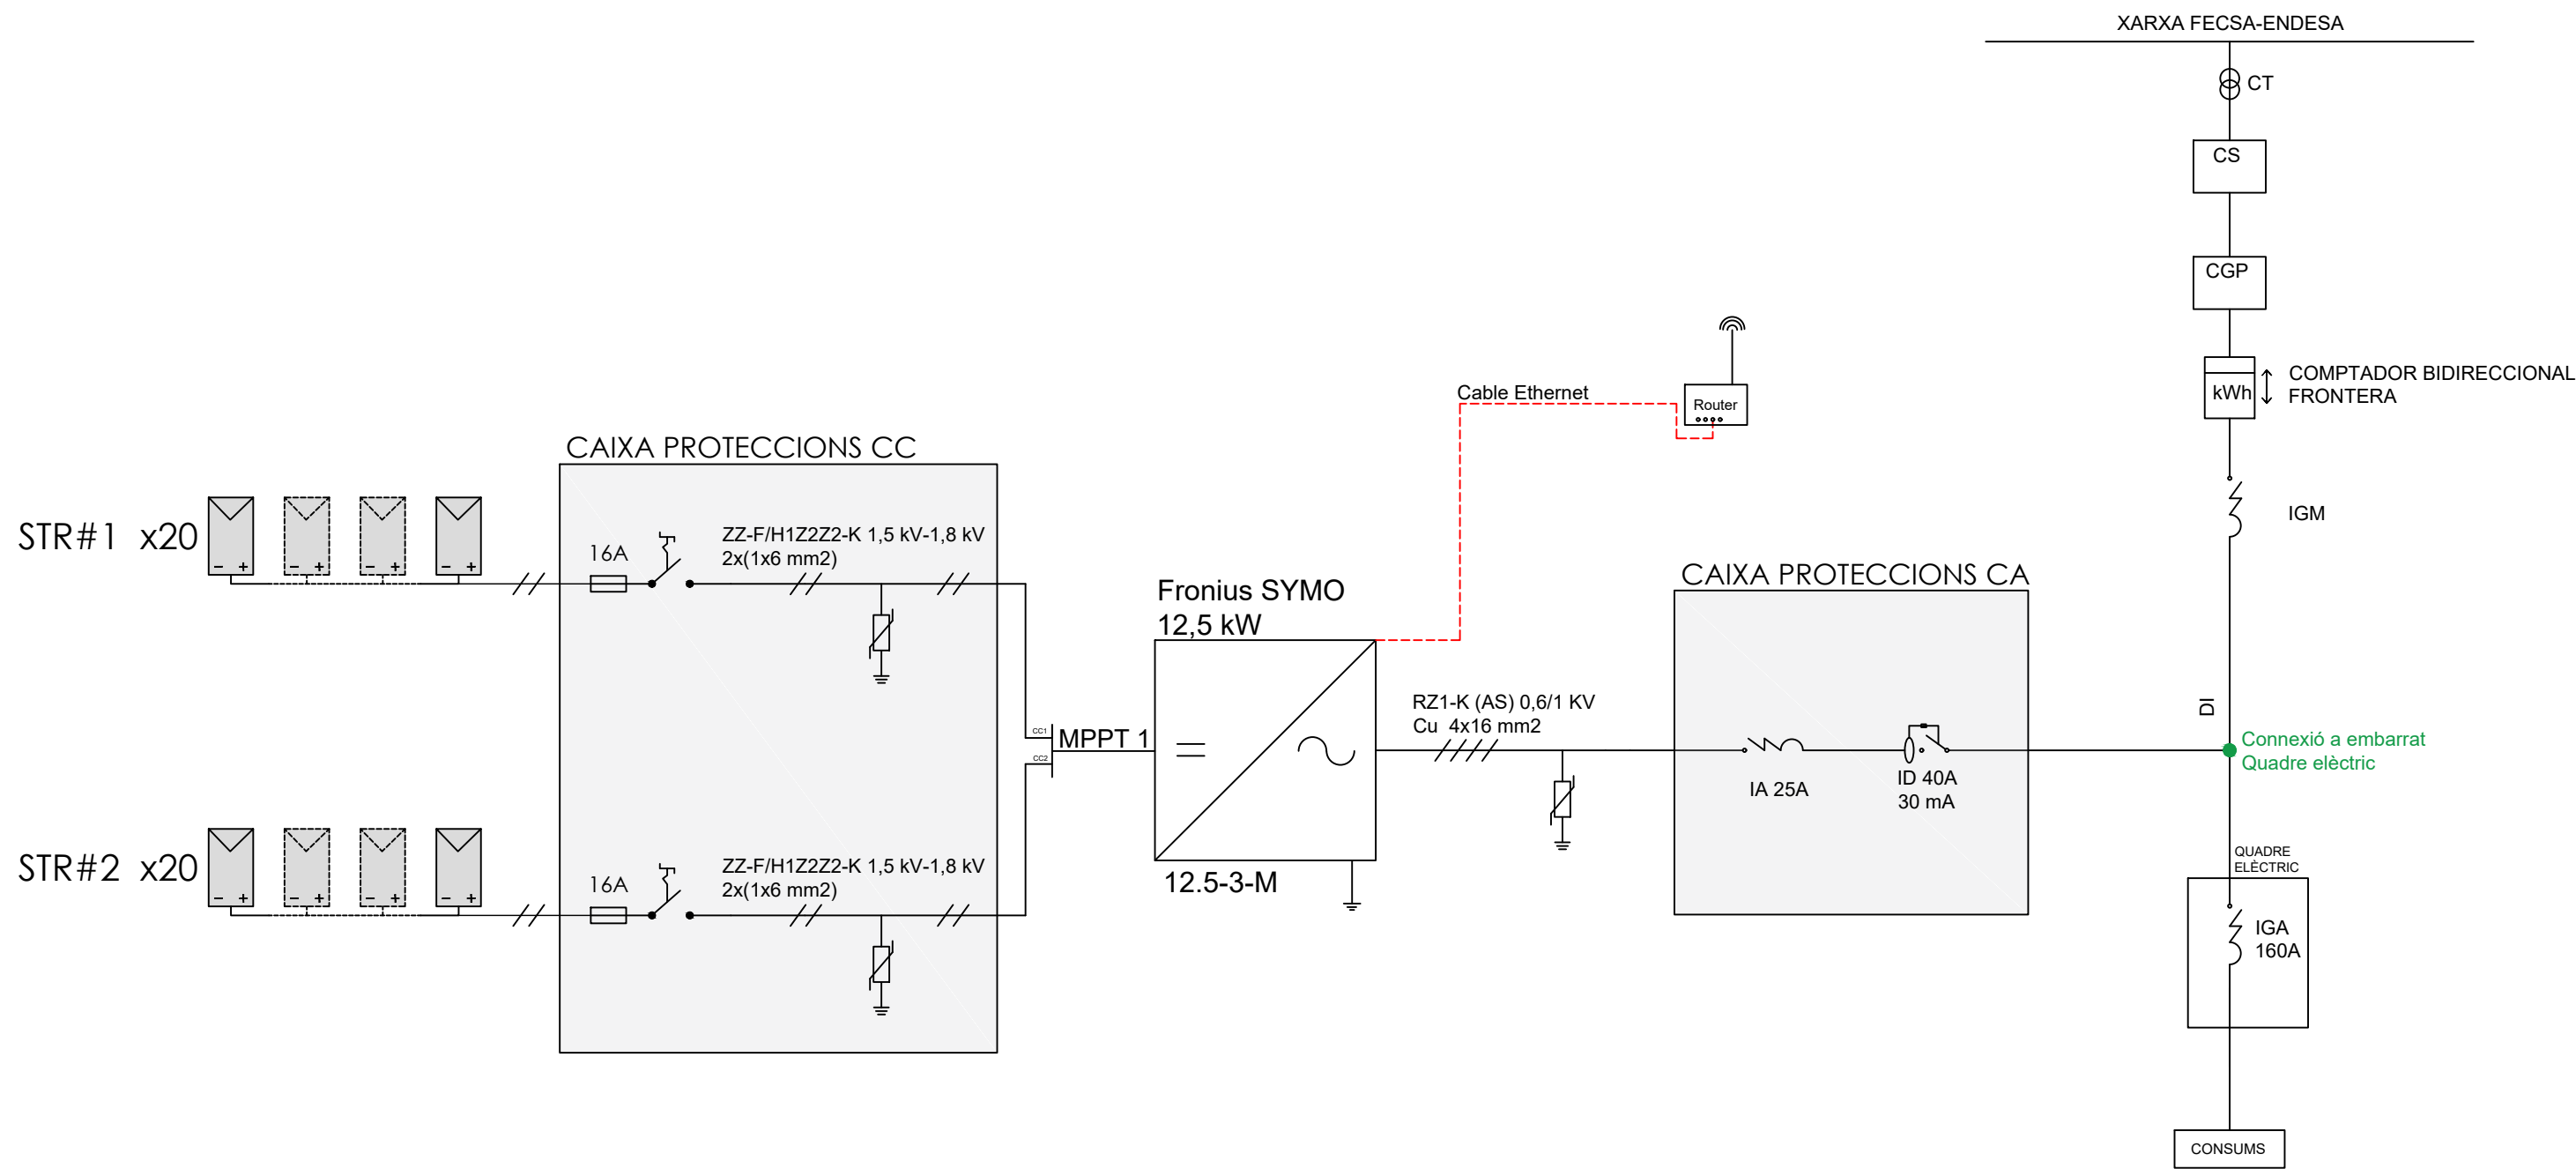 XARXA FECSA-ENDESA
CT
CS
CGP
kWh
COMPTADOR BIDIRECCIONAL
FRONTERA
IGM
Cable Ethernet
Router
CAIXA PROTECCIONS CC
STR#1 x20
- +
- +
- +
- +
16A
ZZ-F/H1Z2Z2-K 1,5 kV-1,8 kV
2x(1x6 mm2)
Fronius SYMO
12,5 kW
CC1
CC2
MPPT 1
=
12.5-3-M
RZ1-K (AS) 0,6/1 KV
Cu 4x16 mm2
CAIXA PROTECCIONS CA
IA 25A
ID 40A
30 mA
DI
Connexió a embarrat
Quadre elèctric
STR#2 x20
- +
- +
- +
- +
16A
ZZ-F/H1Z2Z2-K 1,5 kV-1,8 kV
2x(1x6 mm2)
QUADRE
ELÈCTRIC
IGA
160A
CONSUMS